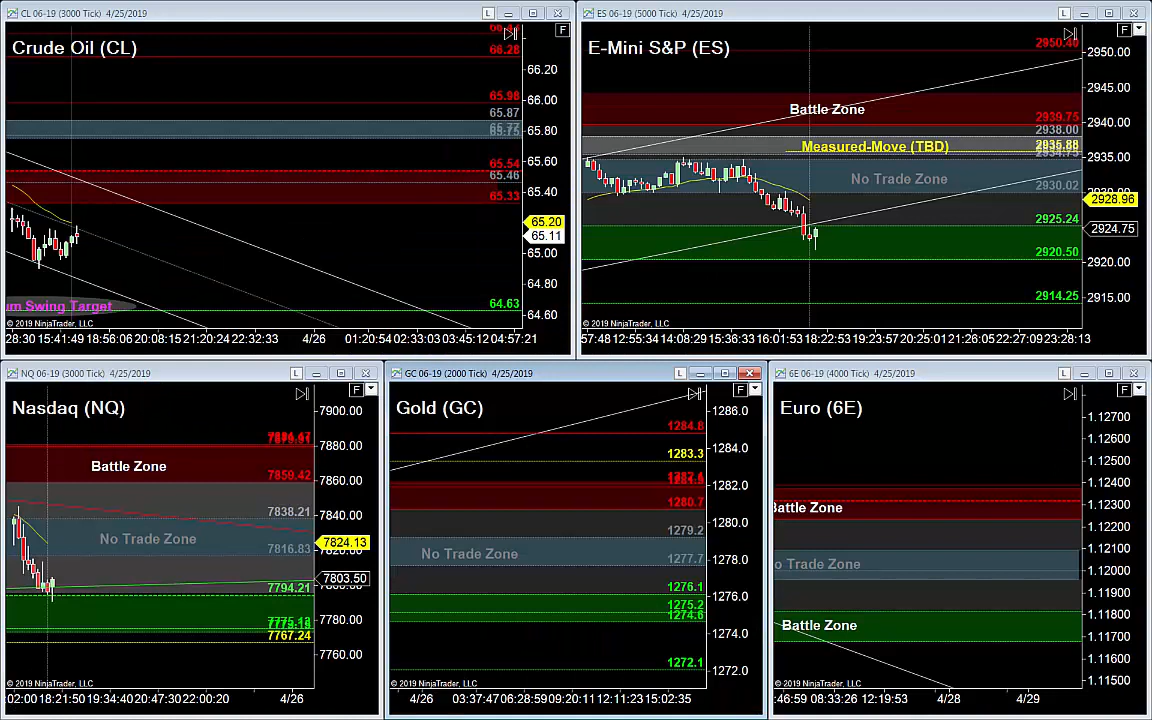 CL 06-19 (3000 Tick)  4/25/2019
L
F
Crude Oil (CL)
66.28
66.20
65.98
66.00
65.87
65.80
65.54
65.60
65.46
65.33
65.40
65.20
65.11
65.00
64.80
um Swing Target
64.63
64.60
© 2019 NinjaTrader, LLC
28:30 15:41:49 18:56:06 20:08:15 21:20:24 22:32:33 4/26 01:20:54 02:33:03 03:45:12 04:57:21
ES 06-19 (5000 Tick)  4/25/2019
L
F
E-Mini S&P (ES)
2950.40
2950.00
2945.00
Battle Zone
2939.75
2940.00
2938.00
Measured-Move (TBD)
2935.88
2935.00
No Trade Zone
2930.02
2928.96
2925.24
2924.75
2920.50
2920.00
2914.25
2915.00
© 2019 NinjaTrader, LLC
57:48 12:55:34 14:08:29 15:36:33 16:01:53 18:22:53 19:23:57 20:25:01 21:26:05 22:27:09 23:28:13
NQ 06-19 (3000 Tick)  4/25/2019
L
F
Nasdaq (NQ)
7900.00
7880.00
Battle Zone
7859.42
7860.00
7838.21
7840.00
No Trade Zone
7824.13
7816.83
7803.50
7794.21
7780.00
7767.24
7760.00
© 2019 NinjaTrader, LLC
:02:00 18:21:50 19:34:40 20:47:30 22:00:20 4/26
GC 06-19 (2000 Tick)  4/25/2019
L
F
Gold (GC)
1286.0
1284.8
1284.0
1283.3
1282.0
1280.7
1280.0
1279.2
No Trade Zone
1277.7
1278.0
1276.1
1276.0
1275.2
1274.6
1274.0
1272.1
1272.0
© 2019 NinjaTrader, LLC
4/26 03:37:47 06:18:28 09:20:11 12:11:23 15:02:35
6E 06-19 (4000 Tick)  4/25/2019
L
F
Euro (6E)
1.12700
1.12600
1.12500
1.12400
Battle Zone
1.12300
1.12200
1.12100
o Trade Zone
1.12000
1.11900
Battle Zone
1.11800
1.11700
1.11600
1.11500
© 2019 NinjaTrader, LLC
:46:59 08:33:26 12:19:53 4/28 4/29